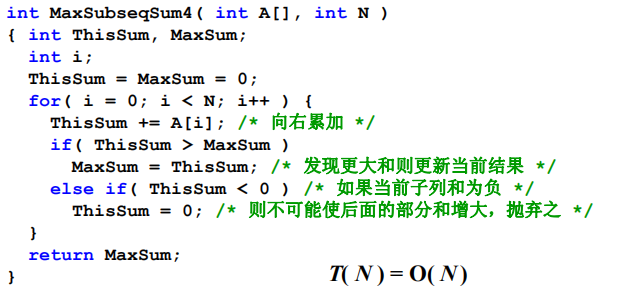 int MaxSubseqSum4( int A[], int N )
{ int ThisSum, MaxSum;
  int i;
  ThisSum = MaxSum = 0;
  for( i = 0; i < N; i++ ) {
    ThisSum += A[i]; /* 向右累加 */
    if( ThisSum > MaxSum )
      MaxSum = ThisSum; /* 发现更大和则更新当前结果 */
    else if( ThisSum < 0 ) /* 如果当前子列和为负 */
      ThisSum = 0; /* 则不可能使后面的部分和增大，抛弃之 */
  }
  return MaxSum;
}
T( N ) = O( N )